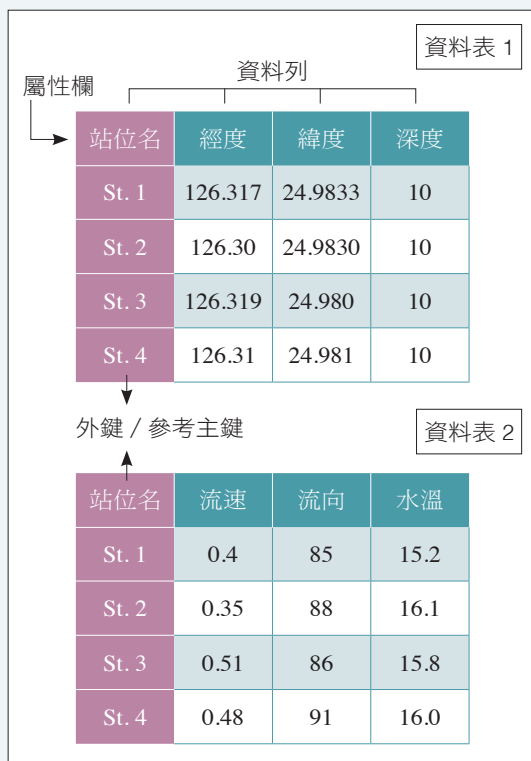 資料表 1
資料列
屬性欄
站位名 經度 緯度 深度
St. 1 126.317 24.9833 10
St. 2 126.30 24.9830 10
St. 3 126.319 24.980 10
St. 4 126.31 24.981 10
外鍵 / 參考主鍵
資料表 2
站位名 流速 流向 水溫
St. 1 0.4 85 15.2
St. 2 0.35 88 16.1
St. 3 0.51 86 15.8
St. 4 0.48 91 16.0